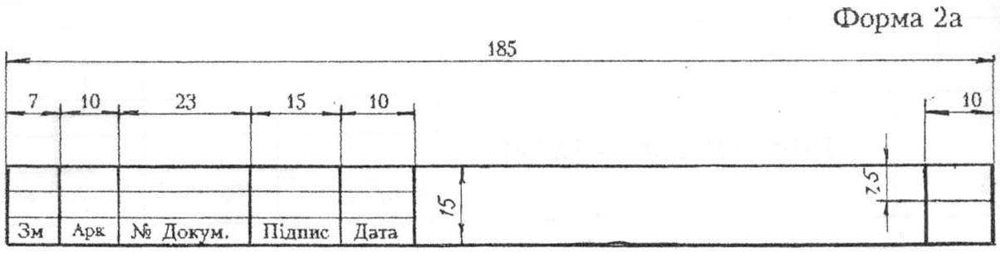 Форма 2а
185
7 10 23 15 10 10
15 7,5
Зм Арк № Докум. Підпис Дата